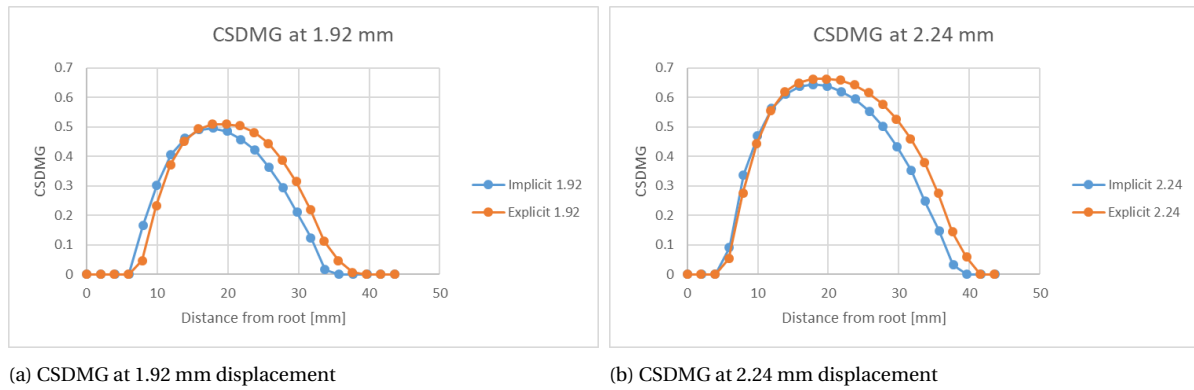 CSDMG at 1.92 mm
0.7
0.6
0.5
0.4
0.3
0.2
0.1
0
CSDMG
0 10 20 30 40 50
Distance from root [mm]
Implicit 1.92
Explicit 1.92
(a) CSDMG at 1.92 mm displacement
CSDMG at 2.24 mm
0.7
0.6
0.5
0.4
0.3
0.2
0.1
0
CSDMG
0 10 20 30 40 50
Distance from root [mm]
Implicit 2.24
Explicit 2.24
(b) CSDMG at 2.24 mm displacement